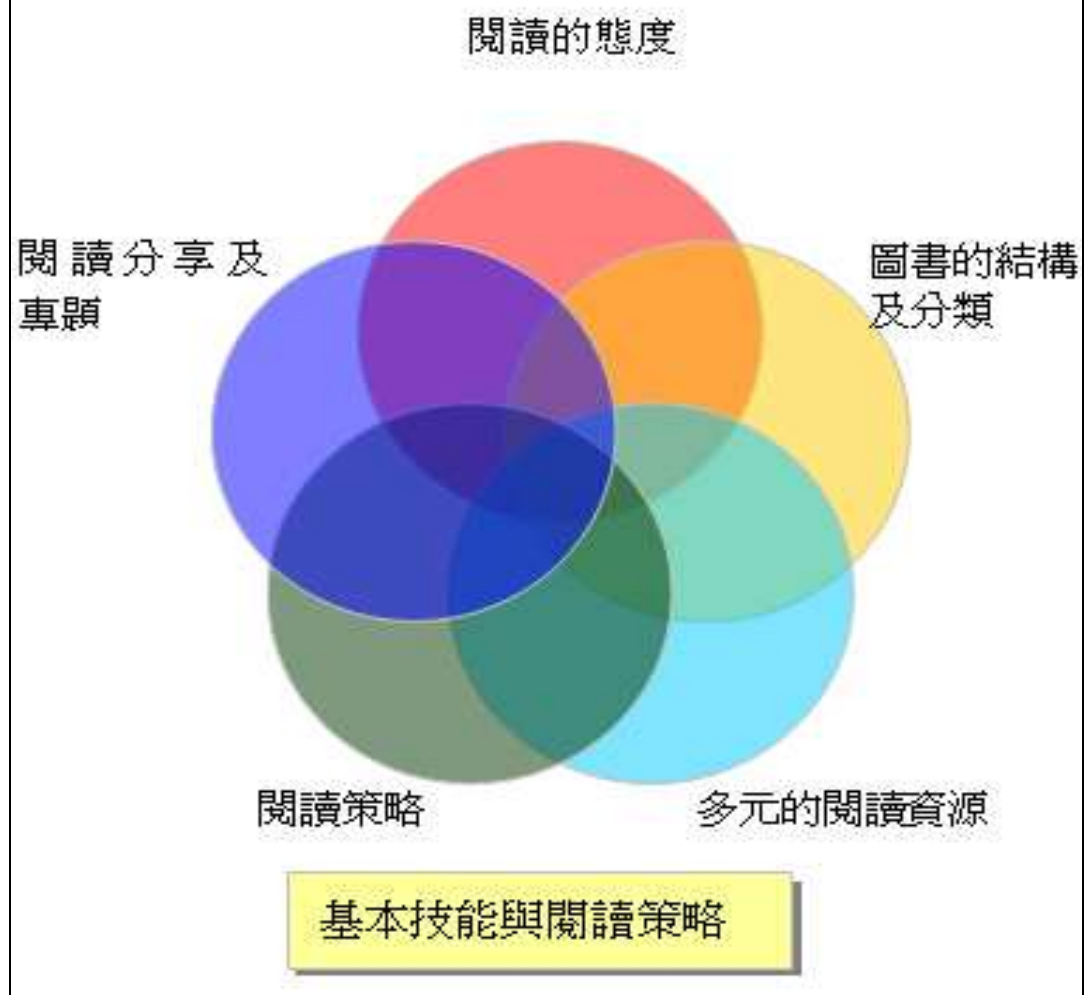 閱讀的態度
閱讀分享及
專題
圖書的結構
及分類
閱讀策略
多元的閱讀資源
基本技能與閱讀策略